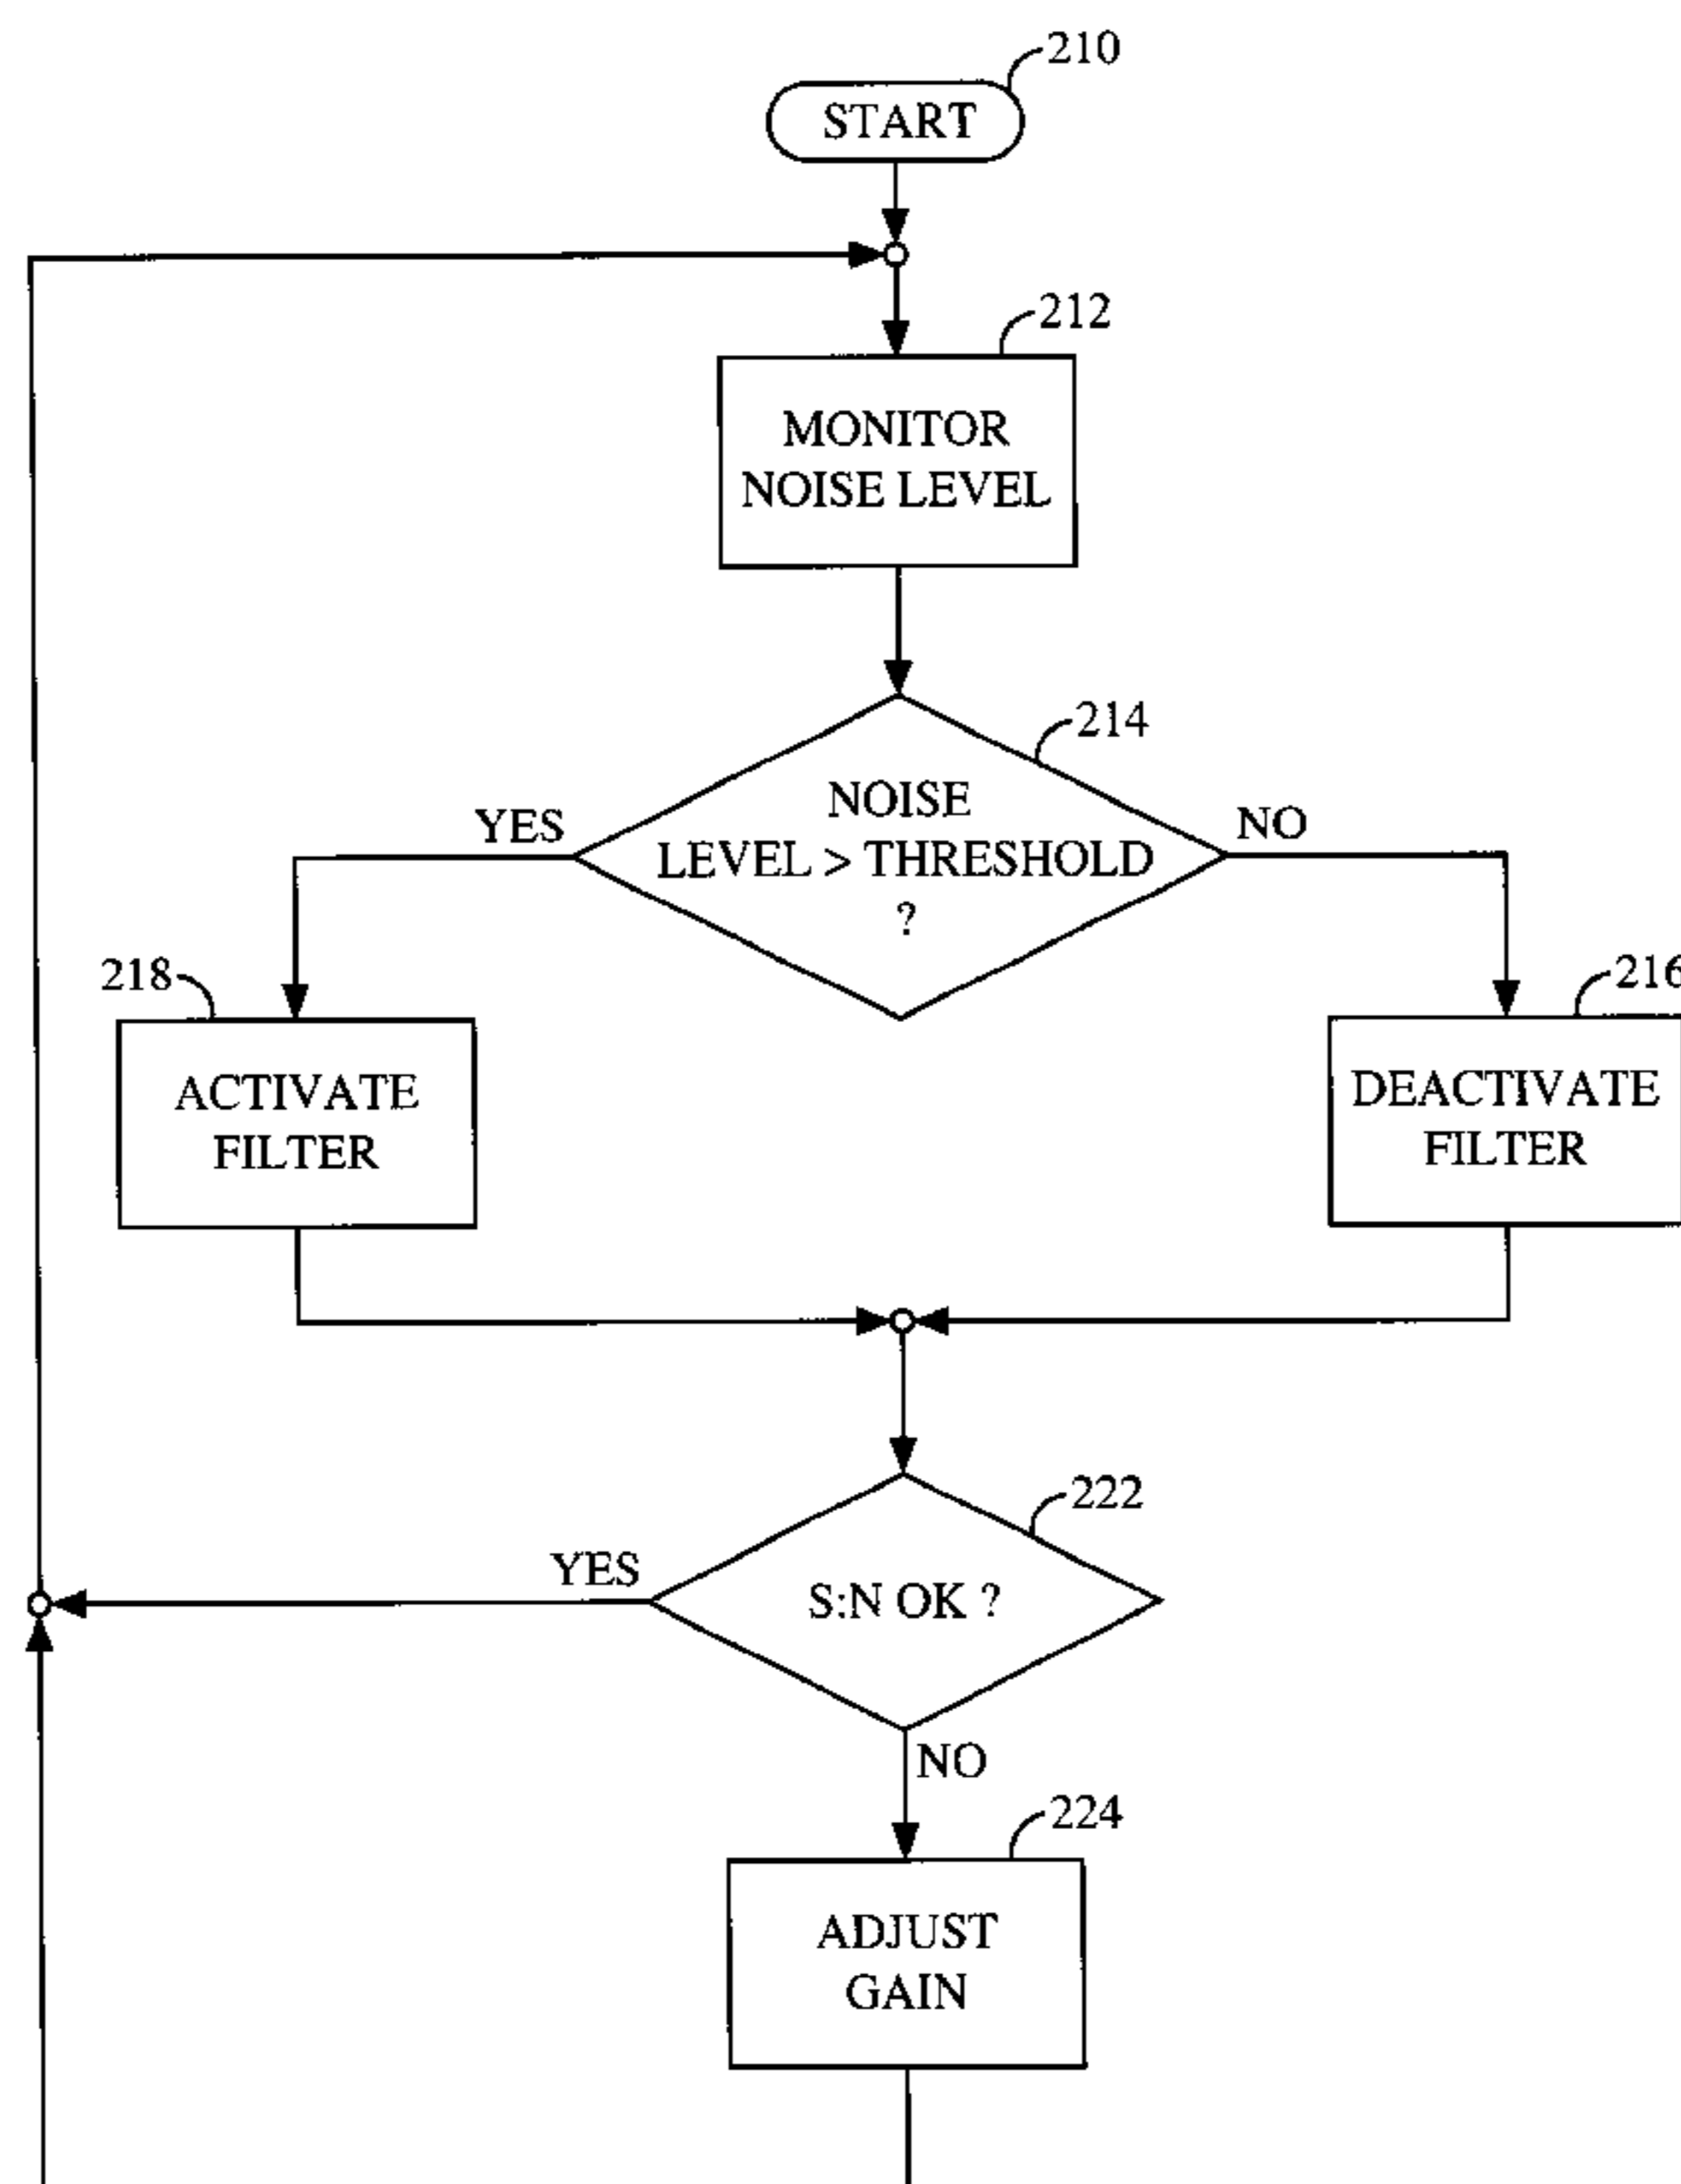 210
START
212
MONITOR
NOISE LEVEL
214
NOISE
LEVEL > THRESHOLD
?
YES
NO
218
216
ACTIVATE
FILTER
DEACTIVATE
FILTER
222
YES
S:N OK ?
NO
224
ADJUST
GAIN